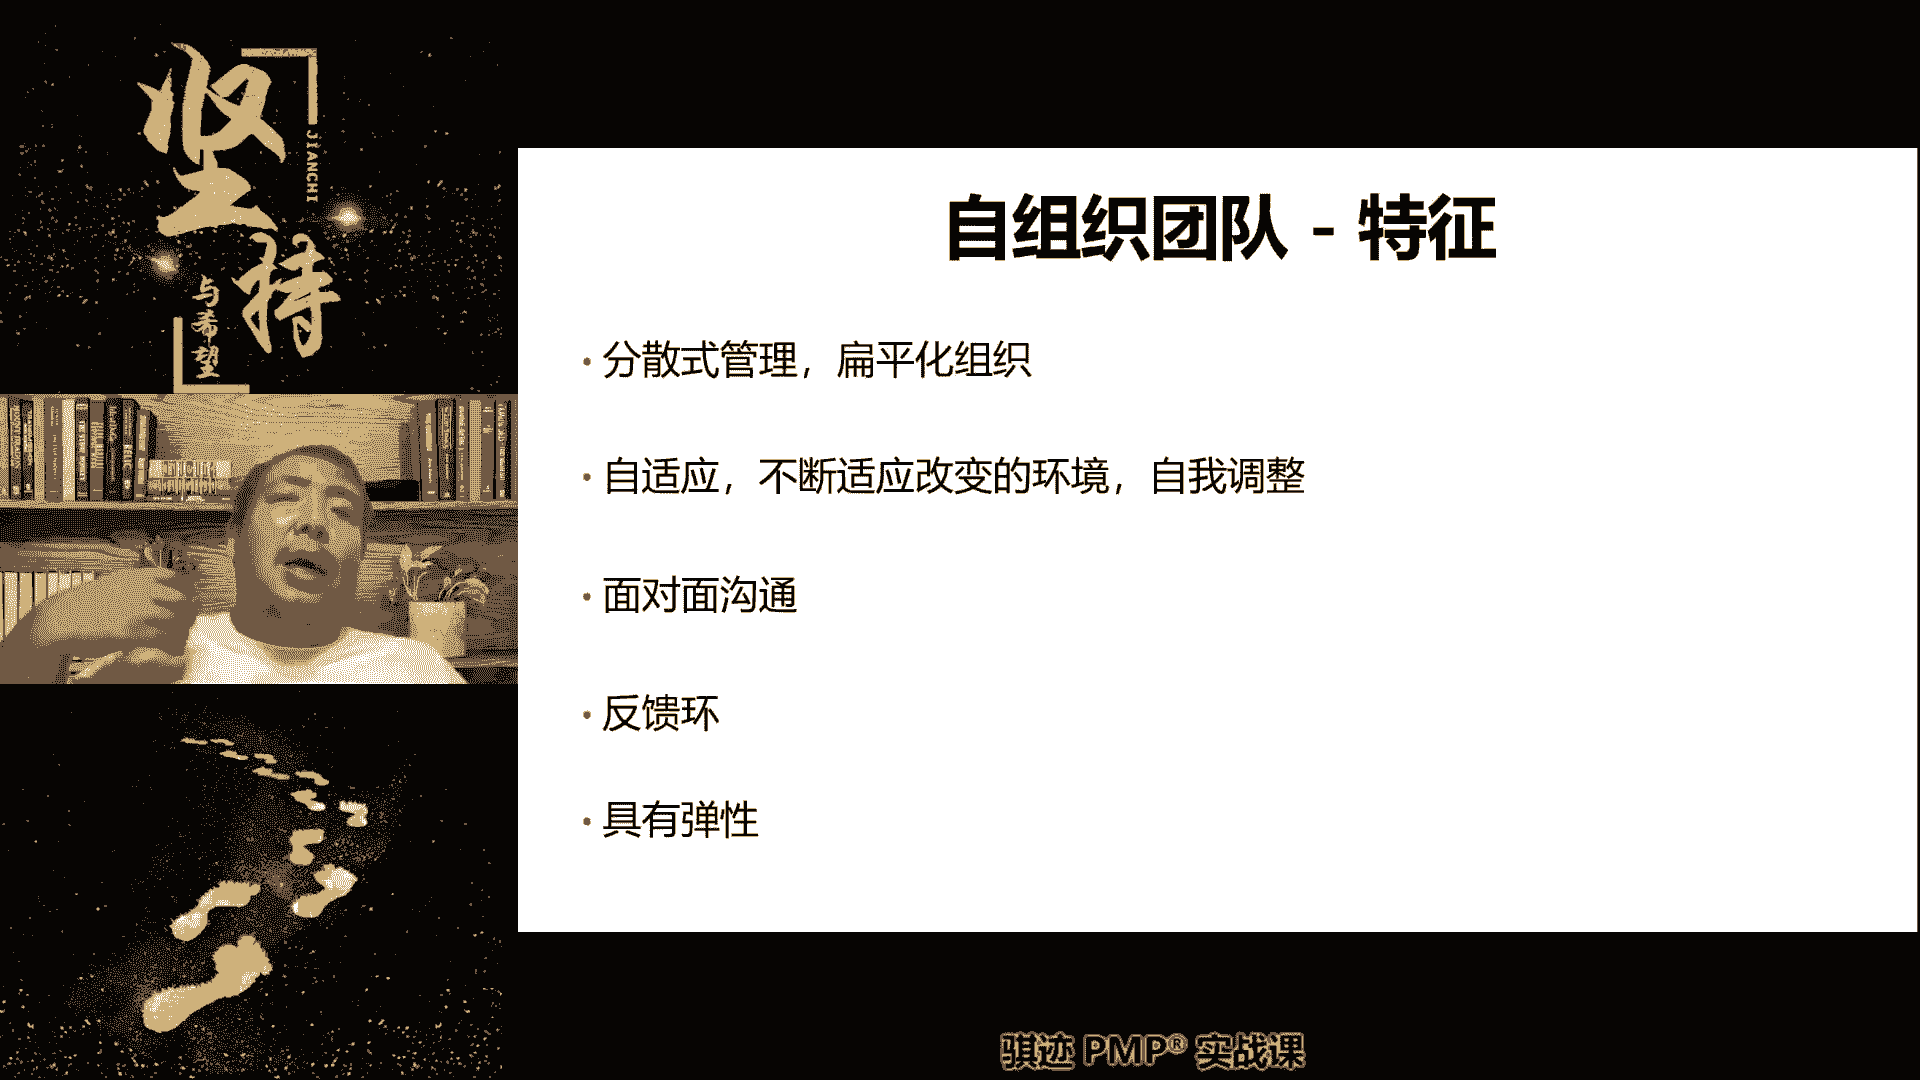 坚持
JIANCHI
与希望
自组织团队 - 特征
• 分散式管理，扁平化组织
• 自适应，不断适应改变的环境，自我调整
• 面对面沟通
• 反馈环
• 具有弹性
骐迹 PMP® 实战课